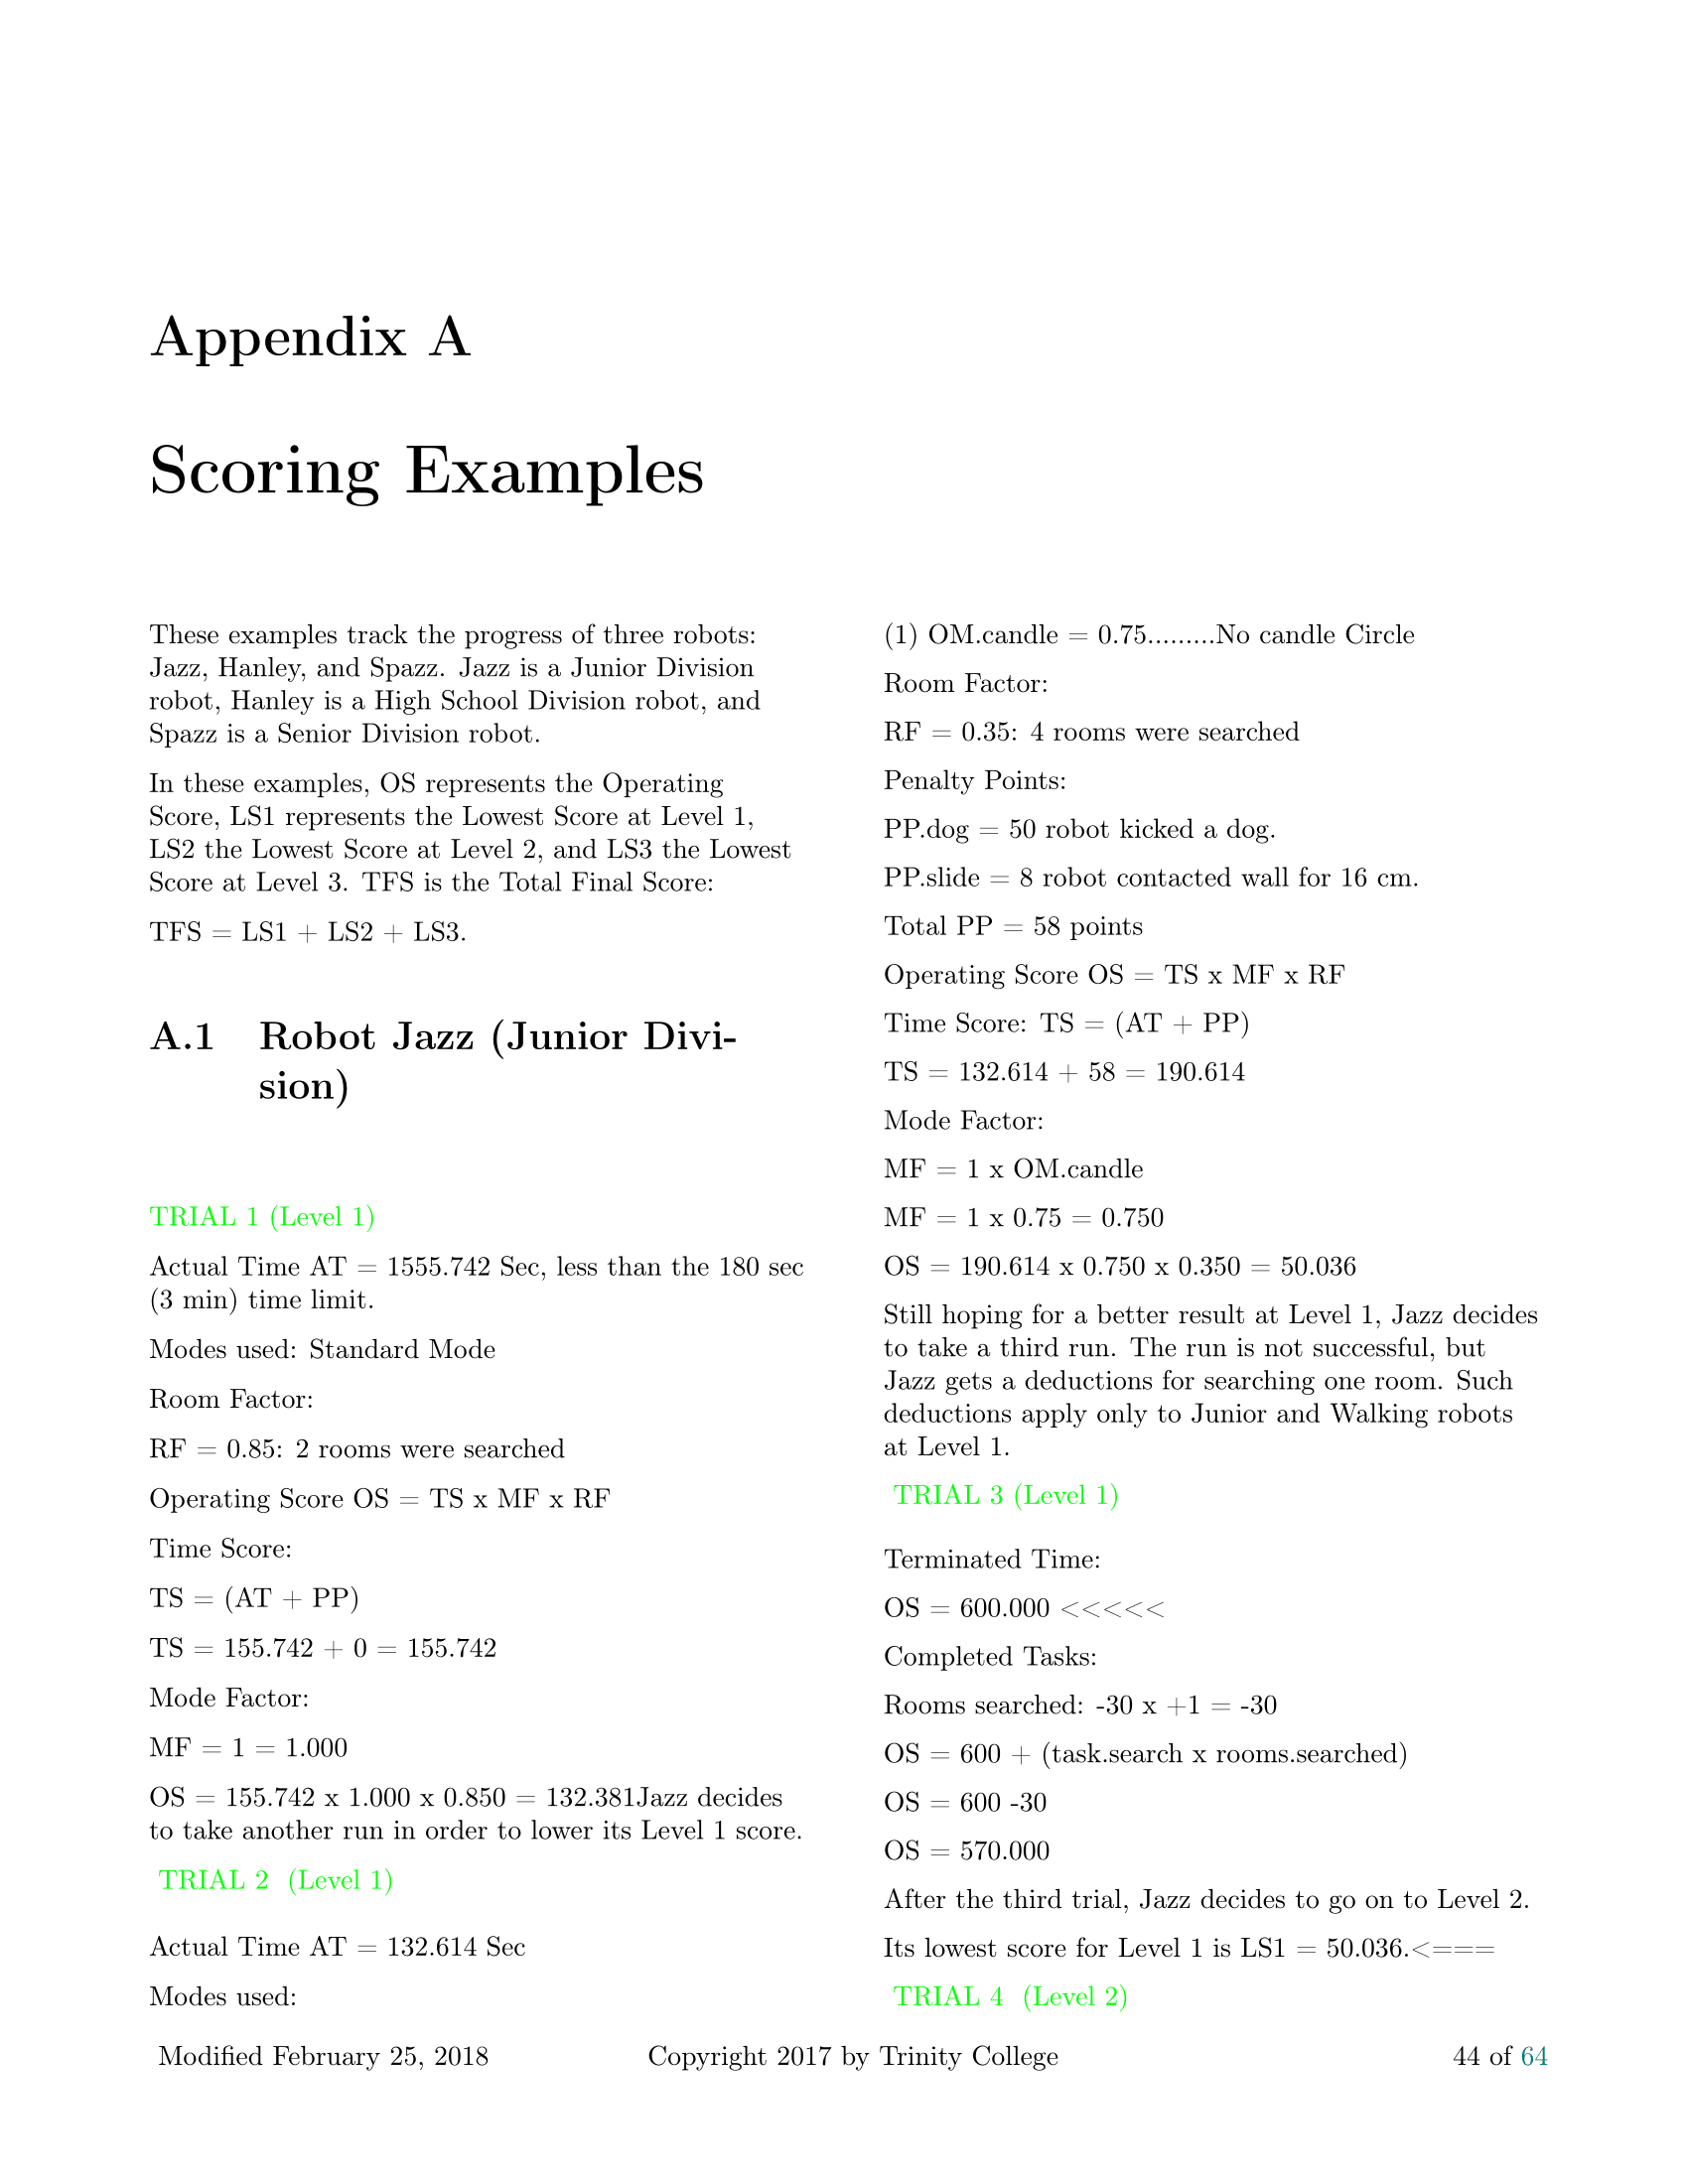 Appendix A
Scoring Examples
These examples track the progress of three robots:
Jazz, Hanley, and Spazz. Jazz is a Junior Division
robot, Hanley is a High School Division robot, and
Spazz is a Senior Division robot.
In these examples, OS represents the Operating
Score, LS1 represents the Lowest Score at Level 1,
LS2 the Lowest Score at Level 2, and LS3 the Lowest
Score at Level 3. TFS is the Total Final Score:
TFS = LS1 + LS2 + LS3.
A.1 Robot Jazz (Junior Divi-
sion)
TRIAL 1 (Level 1)
Actual Time AT = 1555.742 Sec, less than the 180 sec
(3 min) time limit.
Modes used: Standard Mode
Room Factor:
RF = 0.85: 2 rooms were searched
Operating Score OS = TS x MF x RF
Time Score:
TS = (AT + PP)
TS = 155.742 + 0 = 155.742
Mode Factor:
MF = 1 = 1.000
OS = 155.742 x 1.000 x 0.850 = 132.381Jazz decides
to take another run in order to lower its Level 1 score.
TRIAL 2 (Level 1)
Actual Time AT = 132.614 Sec
Modes used:
(1) OM.candle = 0.75.........No candle Circle
Room Factor:
RF = 0.35: 4 rooms were searched
Penalty Points:
PP.dog = 50 robot kicked a dog.
PP.slide = 8 robot contacted wall for 16 cm.
Total PP = 58 points
Operating Score OS = TS x MF x RF
Time Score: TS = (AT + PP)
TS = 132.614 + 58 = 190.614
Mode Factor:
MF = 1 x OM.candle
MF = 1 x 0.75 = 0.750
OS = 190.614 x 0.750 x 0.350 = 50.036
Still hoping for a better result at Level 1, Jazz decides
to take a third run. The run is not successful, but
Jazz gets a deductions for searching one room. Such
deductions apply only to Junior and Walking robots
at Level 1.
TRIAL 3 (Level 1)
Terminated Time:
OS = 600.000 <<<<<
Completed Tasks:
Rooms searched: -30 x +1 = -30
OS = 600 + (task.search x rooms.searched)
OS = 600 -30
OS = 570.000
After the third trial, Jazz decides to go on to Level 2.
Its lowest score for Level 1 is LS1 = 50.036.<===
TRIAL 4 (Level 2)
Modified February 25, 2018 Copyright 2017 by Trinity College 44 of 64